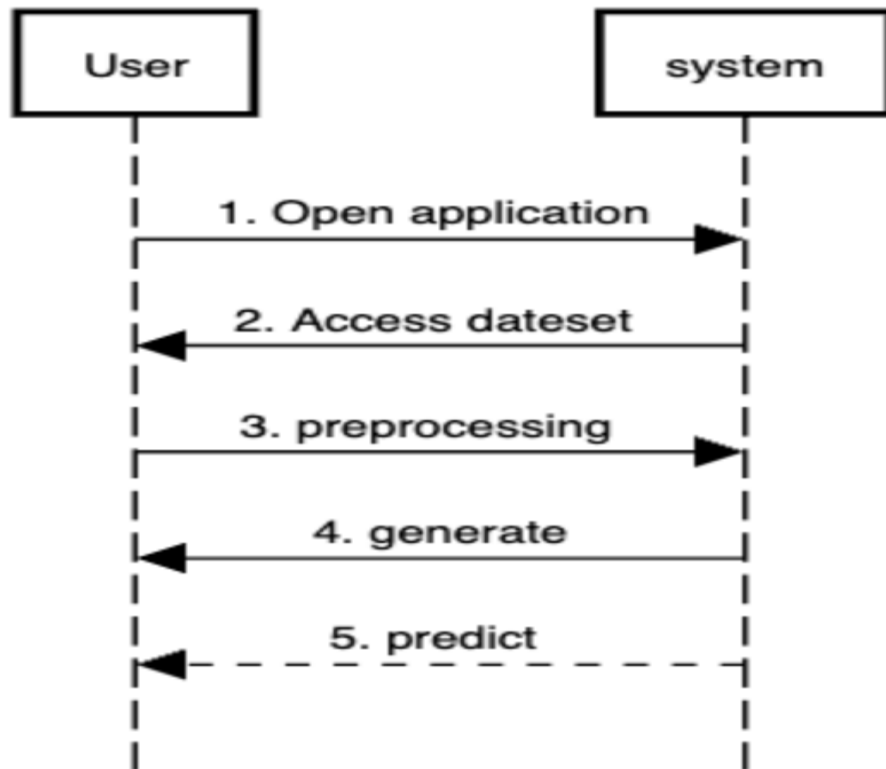 User
system
1. Open application
2. Access dateset
3. preprocessing
4. generate
5. predict